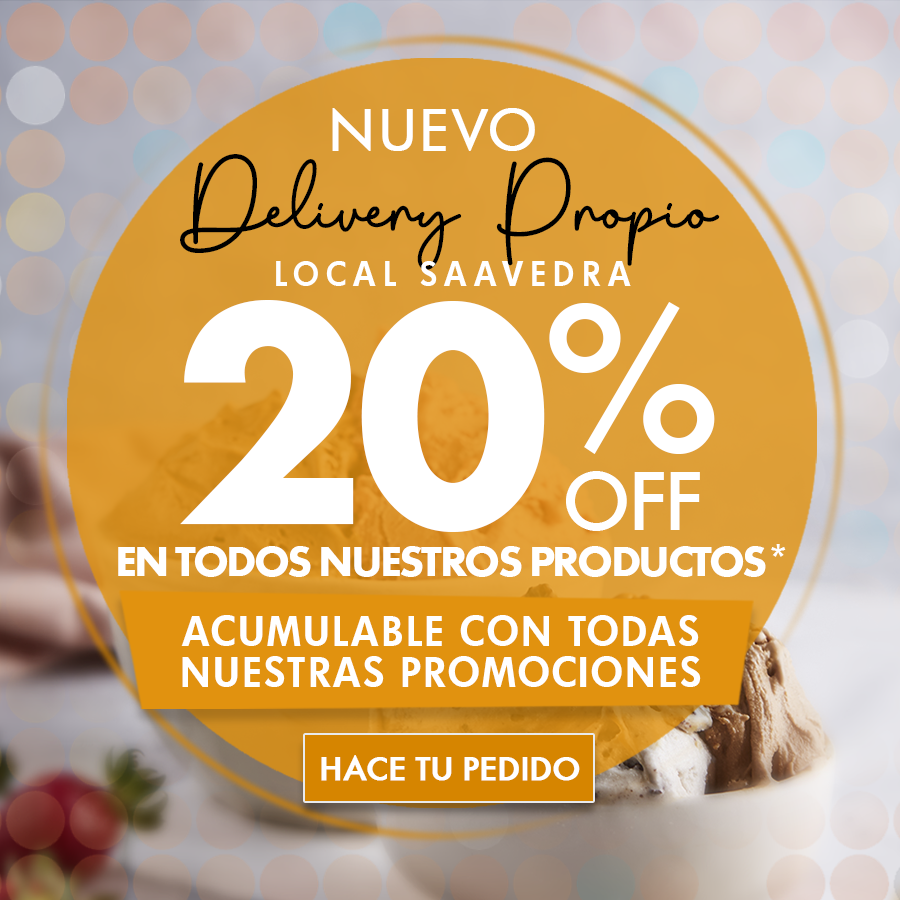 NUEVO
Delivery Propio
LOCAL SAAVEDRA
20%
OFF
EN TODOS NUESTROS PRODUCTOS*
ACUMULABLE CON TODAS
NUESTRAS PROMOCIONES
HACE TU PEDIDO